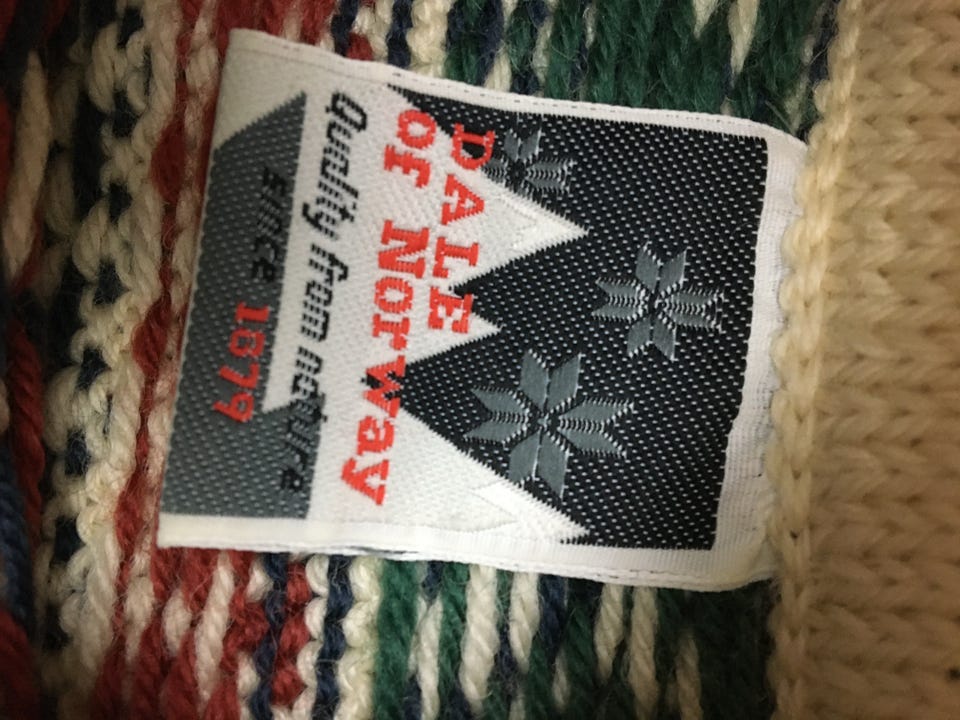 DALE
OF NORWAY
Quality from nature
Since 1879